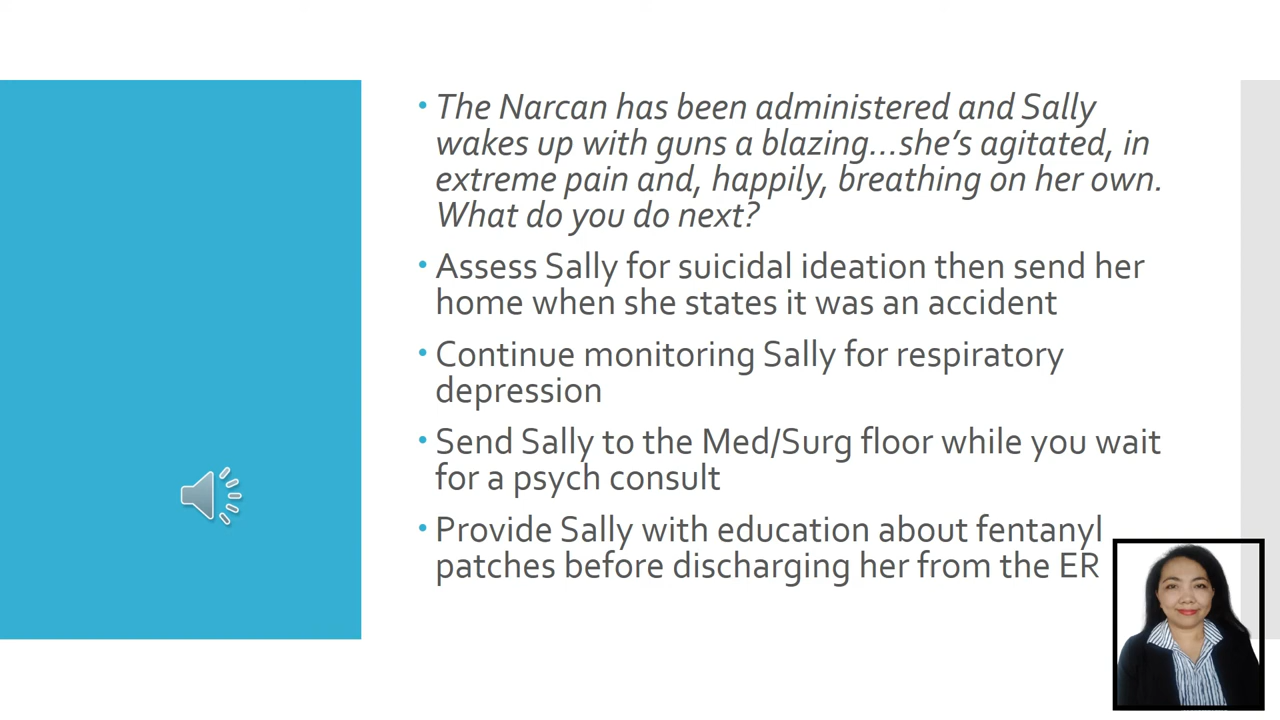 The Narcan has been administered and Sally
wakes up with guns a blazing...she's agitated, in
extreme pain and, happily, breathing on her own.
What do you do next?
Assess Sally for suicidal ideation then send her
home when she states it was an accident
Continue monitoring Sally for respiratory
depression
Send Sally to the Med/Surg floor while you wait
for a psych consult
Provide Sally with education about fentanyl
patches before discharging her from the ER